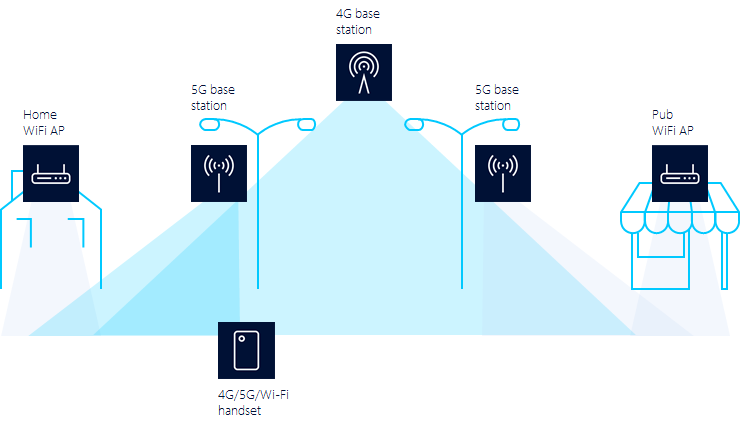 4G base
station
5G base
station
5G base
station
Home
WiFi AP
Pub
WiFi AP
4G/5G/Wi-Fi
handset